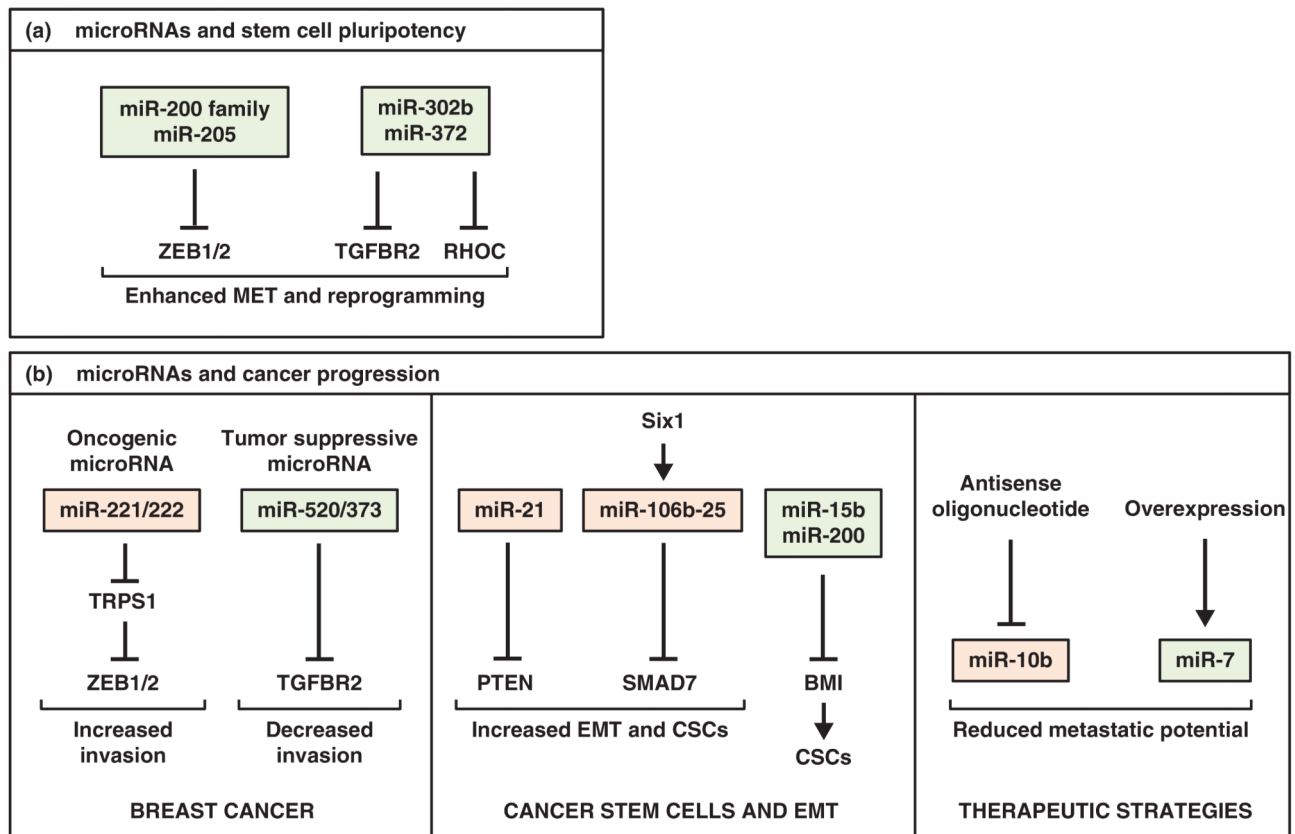 (a) microRNAs and stem cell pluripotency
miR-200 family
miR-205
miR-302b
miR-372
ZEB1/2
TGFBR2
RHOC
Enhanced MET and reprogramming
(b) microRNAs and cancer progression
Oncogenic
microRNA
miR-221/222
TRPS1
ZEB1/2
Increased
invasion
Tumor suppressive
microRNA
miR-520/373
TGFBR2
Decreased
invasion
BREAST CANCER
Six1
miR-21
miR-106b-25
miR-15b
miR-200
PTEN
SMAD7
BMI
Increased EMT and CSCs
CSCs
CANCER STEM CELLS AND EMT
Antisense
oligonucleotide
Overexpression
miR-10b
miR-7
Reduced metastatic potential
THERAPEUTIC STRATEGIES